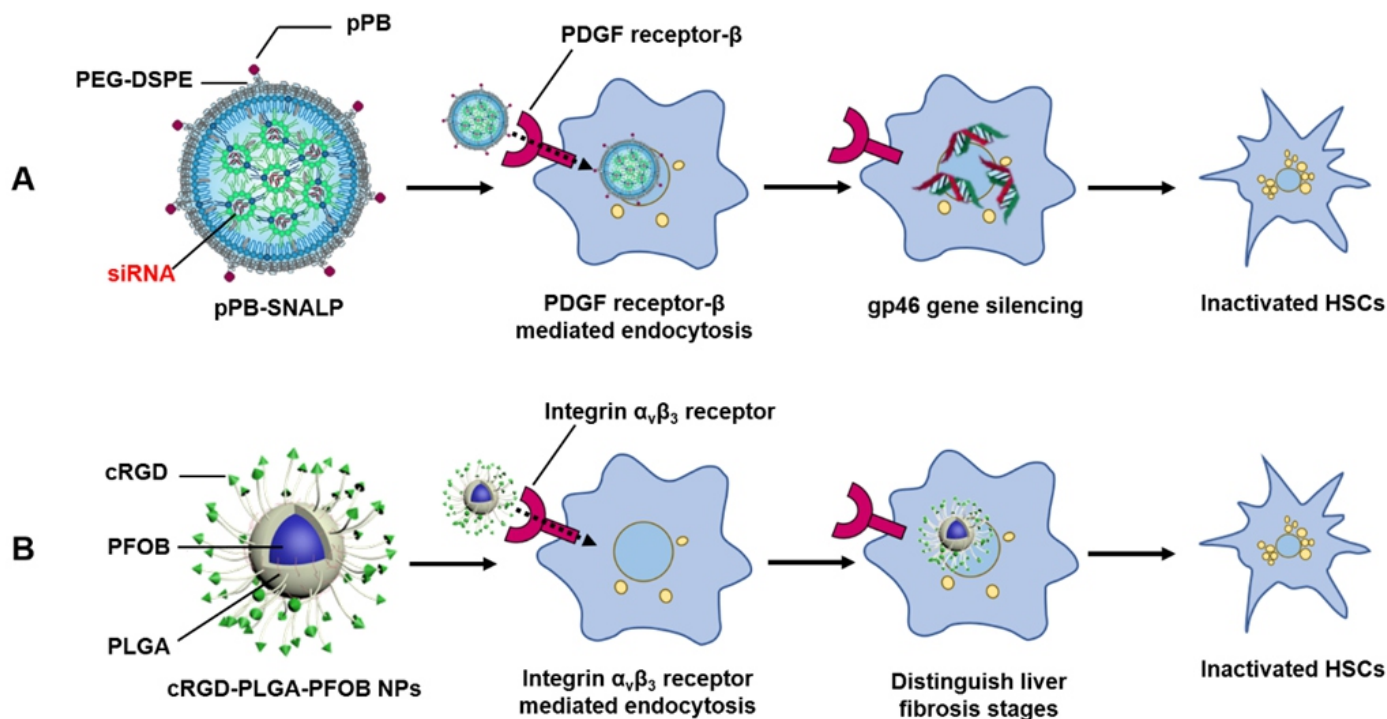 A
pPB
PEG-DSPE
siRNA
pPB-SNALP
PDGF receptor-β
PDGF receptor-β
mediated endocytosis
gp46 gene silencing
Inactivated HSCs
B
cRGD
PFOB
PLGA
cRGD-PLGA-PFOB NPs
Integrin αᵥβ₃ receptor
Integrin αᵥβ₃ receptor
mediated endocytosis
Distinguish liver
fibrosis stages
Inactivated HSCs